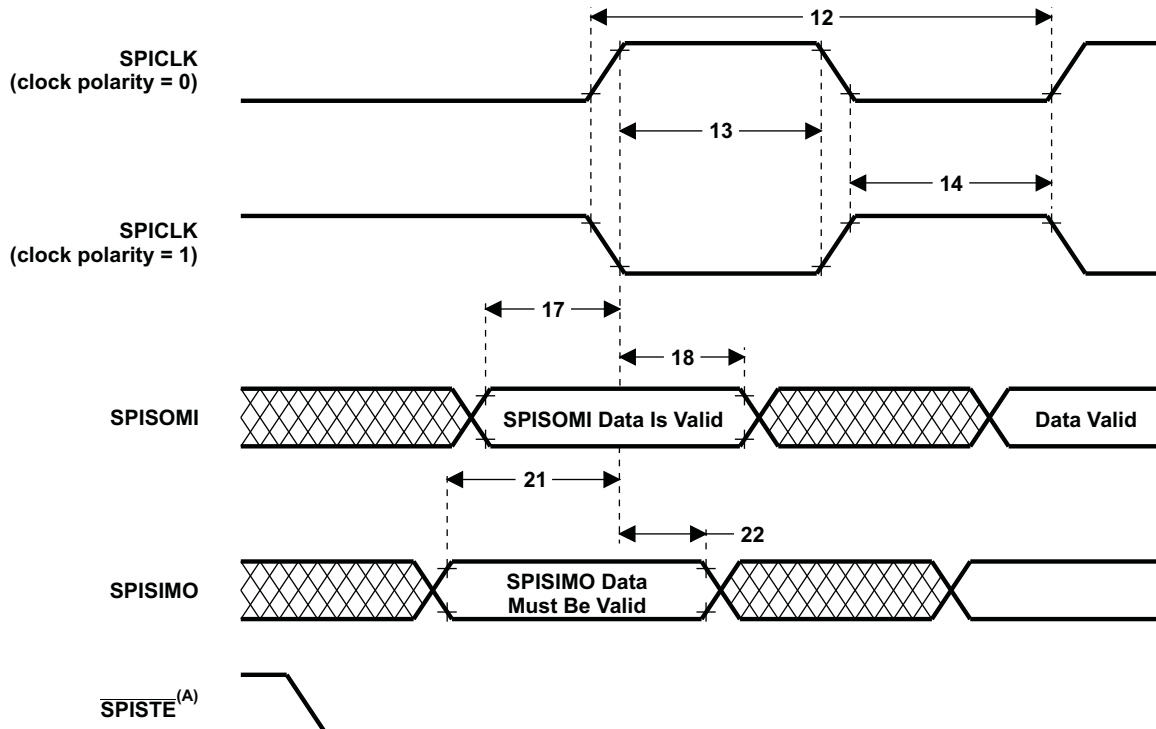 12
SPICLK
(clock polarity = 0)
13
14
SPICLK
(clock polarity = 1)
17
18
SPISOMI
SPISOMI Data Is Valid
Data Valid
21
22
SPISIMO
SPISIMO Data
Must Be Valid
SPISTE(A)